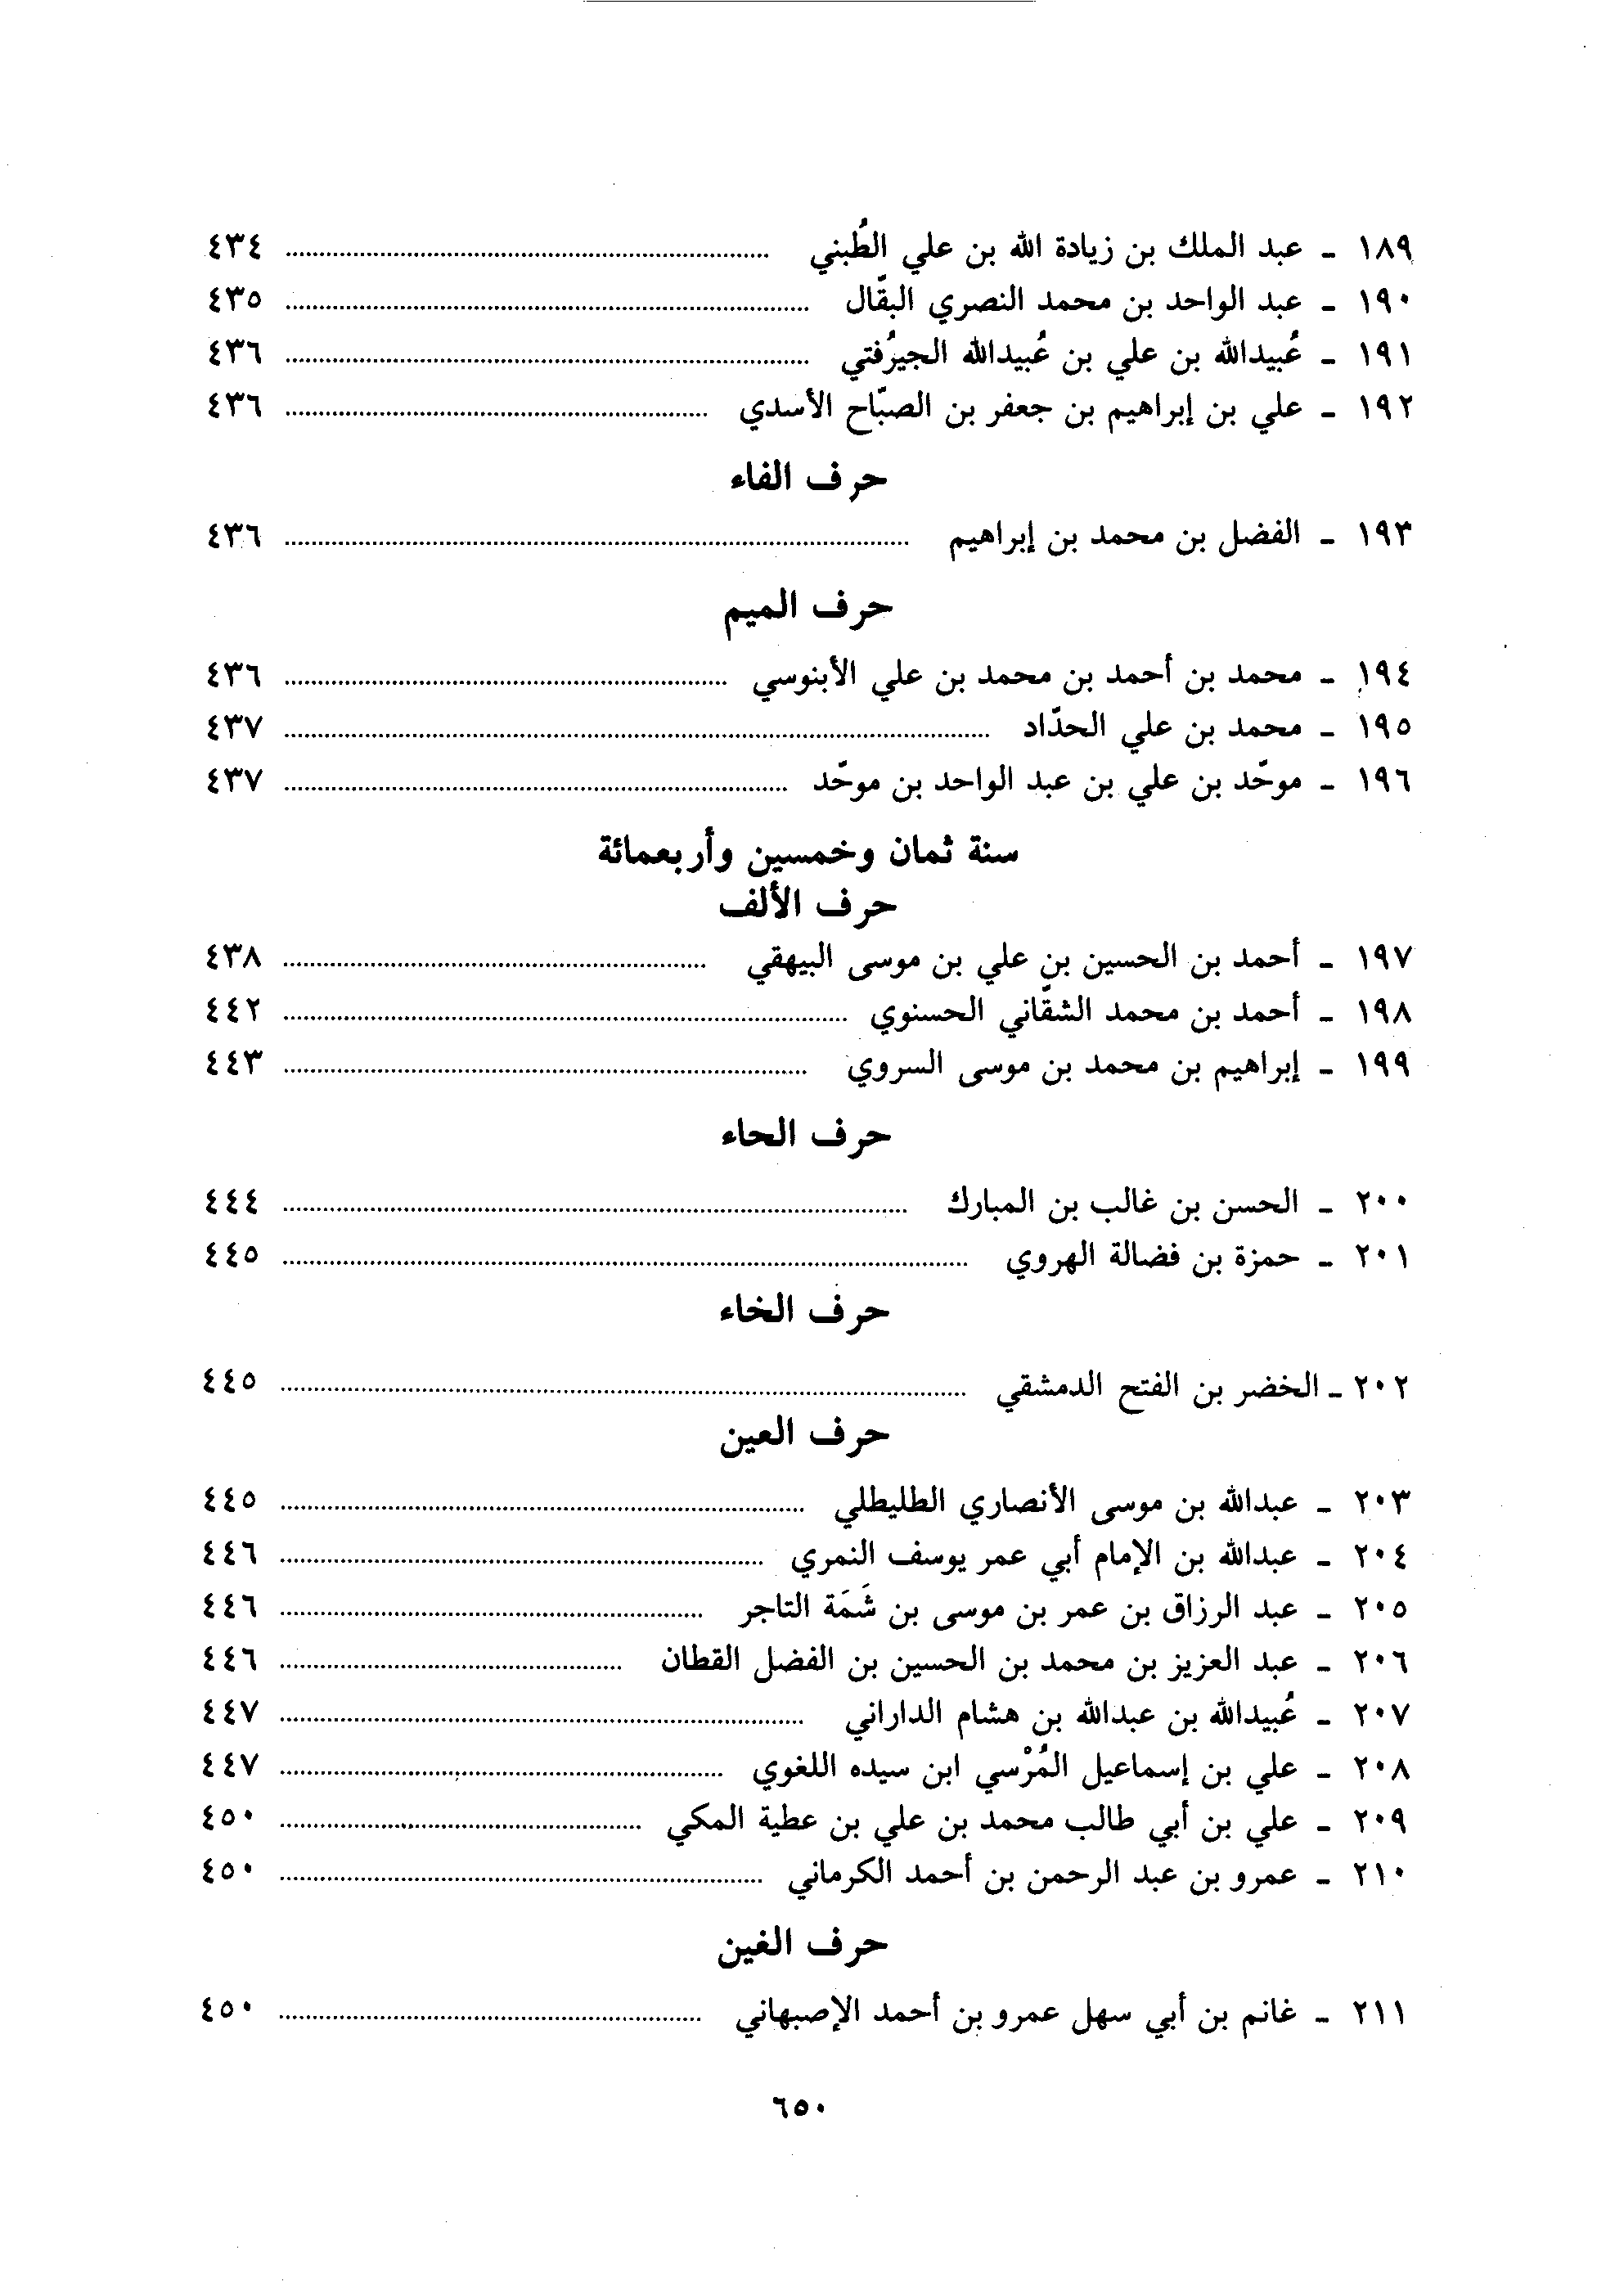 ١٨٩ - عبد الملك بن زيادة الله بن علي الطُبني ........ ٤٣٤
١٩٠ - عبد الواحد بن محمد النصري البقّال ........ ٤٣٥
١٩١ - عُبيدالله بن علي بن عُبيدالله الجيرُفتي ........ ٤٣٦
١٩٢ - علي بن إبراهيم بن جعفر بن الصبّاح الأسدي ........ ٤٣٦
حرف الفاء
١٩٣ - الفضل بن محمد بن إبراهيم ........ ٤٣٦
حرف الميم
١٩٤ - محمد بن أحمد بن محمد بن علي الأبنوسي ........ ٤٣٦
١٩٥ - محمد بن علي الحدّاد ........ ٤٣٧
١٩٦ - موحّد بن علي بن عبد الواحد بن موحّد ........ ٤٣٧
سنة ثمان وخمسين وأربعمائة
حرف الألف
١٩٧ - أحمد بن الحسين بن علي بن موسى البيهقي ........ ٤٣٨
١٩٨ - أحمد بن محمد الشقّاني الحسنوي ........ ٤٤٢
١٩٩ - إبراهيم بن محمد بن موسى السروي ........ ٤٤٣
حرف الحاء
٢٠٠ - الحسن بن غالب بن المبارك ........ ٤٤٤
٢٠١ - حمزة بن فضالة الهروي ........ ٤٤٥
حرف الخاء
٢٠٢ - الخضر بن الفتح الدمشقي ........ ٤٤٥
حرف العين
٢٠٣ - عبدالله بن موسى الأنصاري الطليطلي ........ ٤٤٥
٢٠٤ - عبدالله بن الإمام أبي عمر يوسف النمري ........ ٤٤٦
٢٠٥ - عبد الرزاق بن عمر بن موسى بن شَمَة التاجر ........ ٤٤٦
٢٠٦ - عبد العزيز بن محمد بن الحسين بن الفضل القطان ........ ٤٤٦
٢٠٧ - عُبيدالله بن عبدالله بن هشام الداراني ........ ٤٤٧
٢٠٨ - علي بن إسماعيل المُرْسي ابن سيده اللغوي ........ ٤٤٧
٢٠٩ - علي بن أبي طالب محمد بن علي بن عطية المكي ........ ٤٥٠
٢١٠ - عمرو بن عبد الرحمن بن أحمد الكرماني ........ ٤٥٠
حرف الغين
٢١١ - غانم بن أبي سهل عمرو بن أحمد الإصبهاني ........ ٤٥٠
٦٥٠